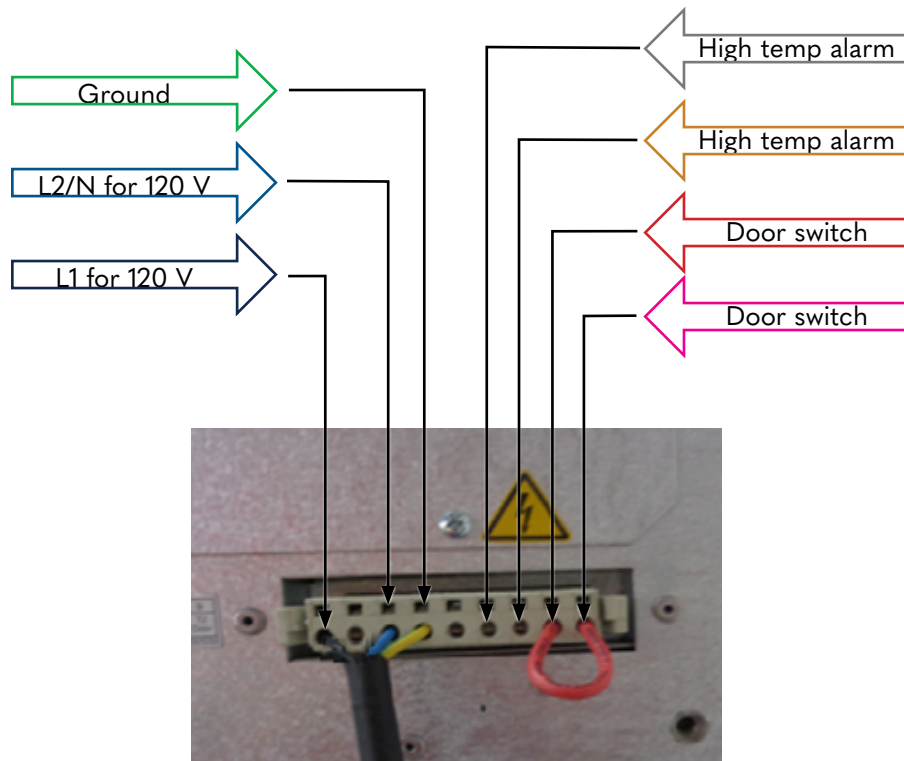 High temp alarm
Ground
High temp alarm
L2/N for 120 V
Door switch
L1 for 120 V
Door switch